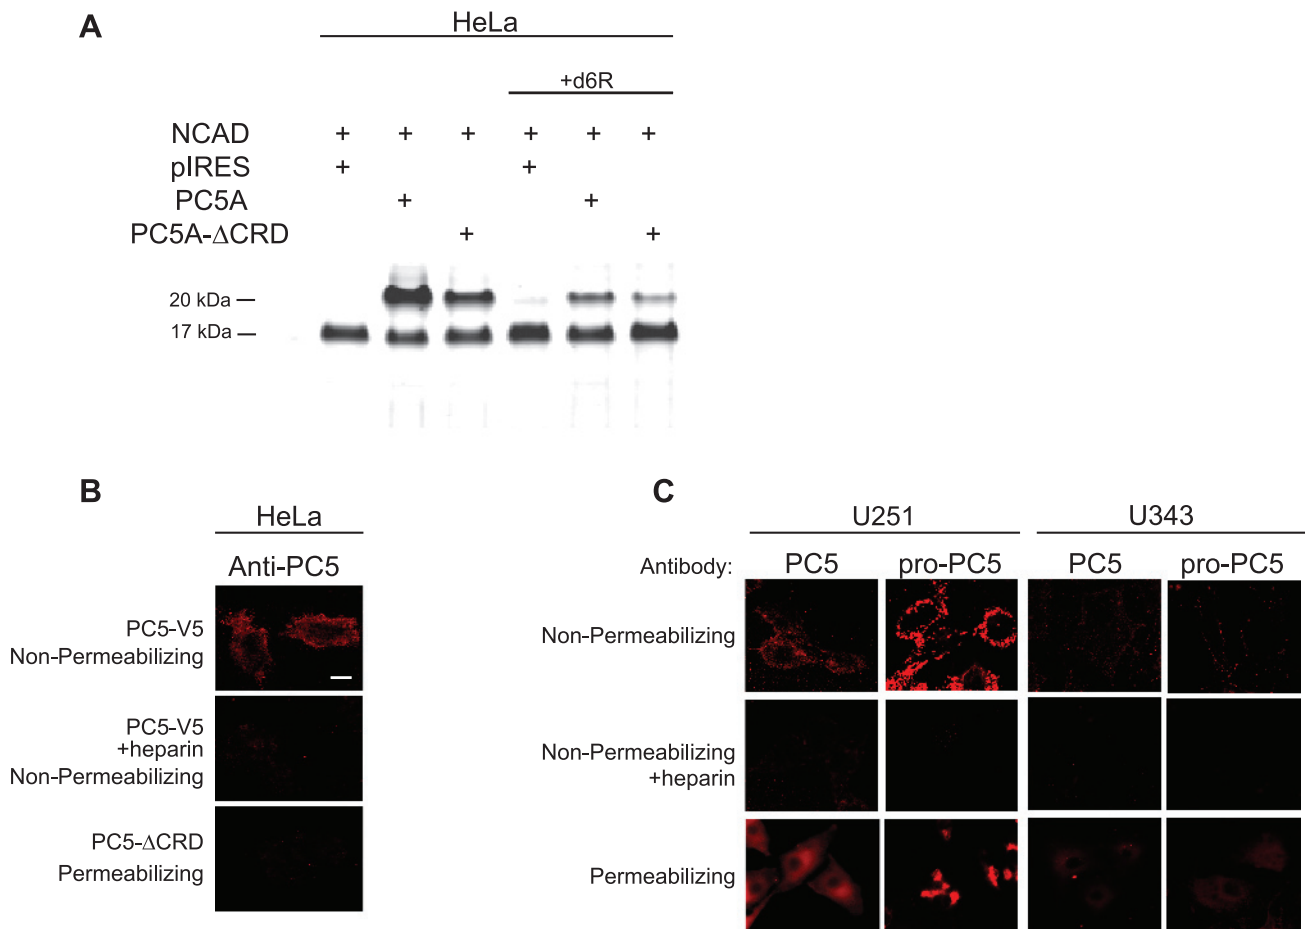 A
HeLa
+d6R
NCAD + + + + + +
pIRES + +
PC5A + +
PC5A-ΔCRD + +
20 kDa —
17 kDa —
B
HeLa
Anti-PC5
PC5-V5
Non-Permeabilizing
PC5-V5
+heparin
Non-Permeabilizing
PC5-ΔCRD
Permeabilizing
C
U251 U343
Antibody: PC5 pro-PC5 PC5 pro-PC5
Non-Permeabilizing
Non-Permeabilizing
+heparin
Permeabilizing